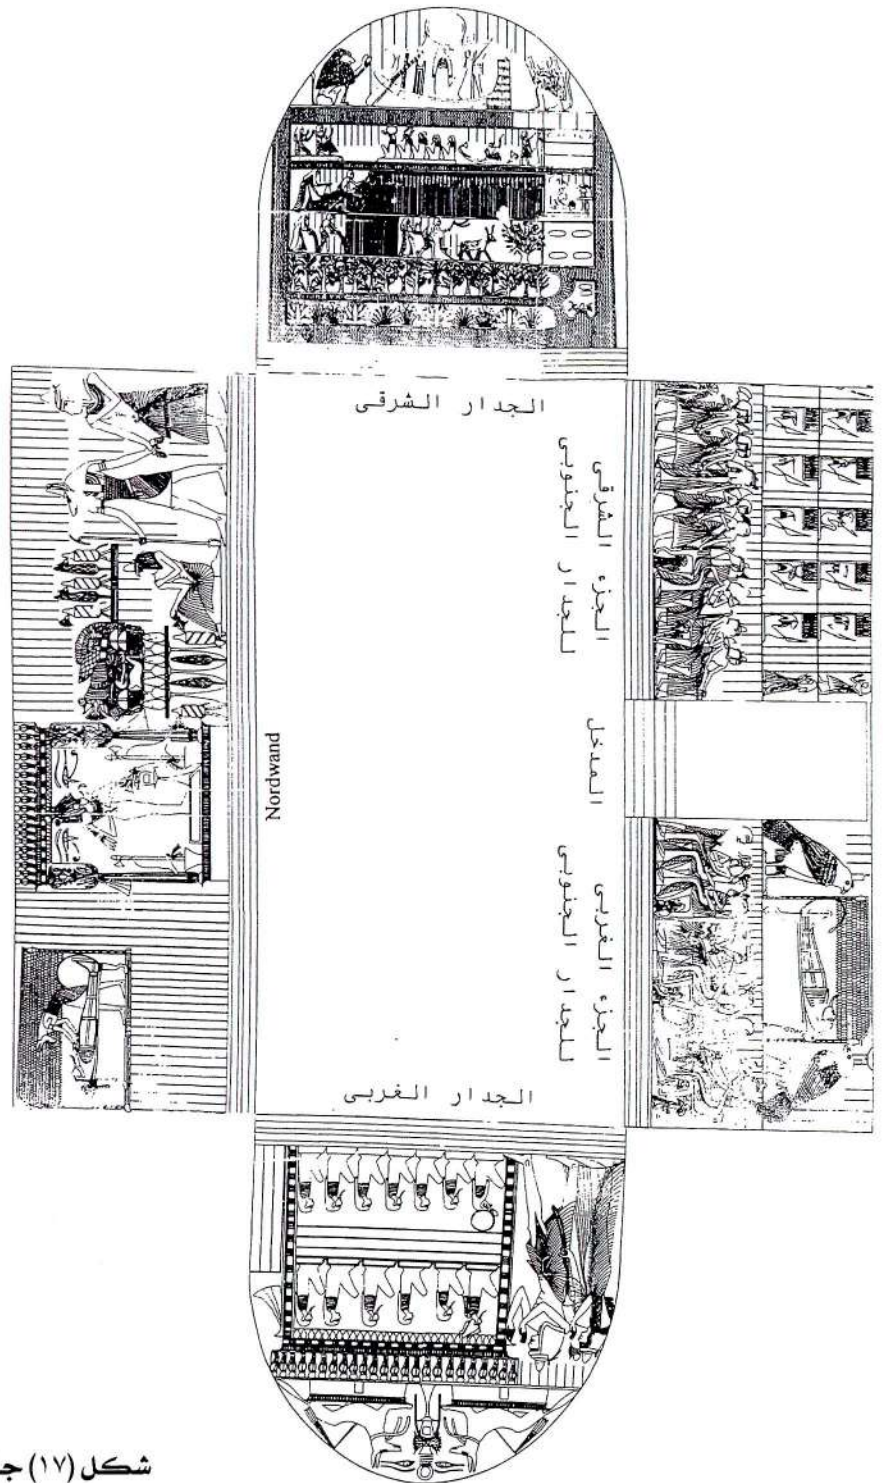 الجدار الشرقى
الجزء الشرقى
للجدار الجنوبى
المدخل
Nordwand
الجزء الغربى
للجدار الجنوبى
الجدار الغربى
شكل (١٧) ج